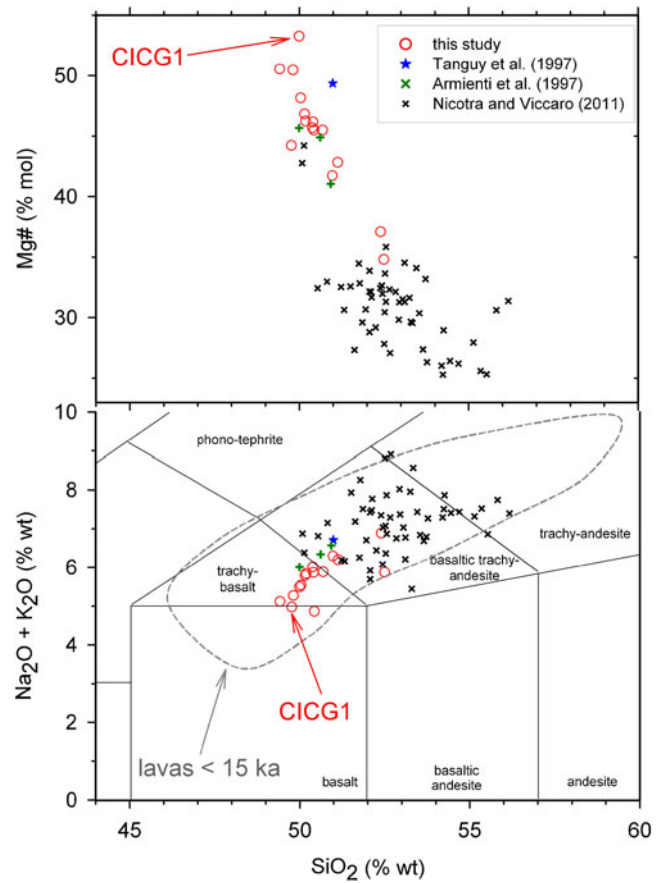 CICG1
this study
Tanguy et al. (1997)
Armienti et al. (1997)
Nicotra and Viccaro (2011)
50
40
30
Mg# (% mol)
10
8
6
4
2
0
Na2O + K2O (% wt)
phono-tephrite
trachy-
basalt
basaltic trachy-
andesite
trachy-andesite
CICG1
lavas < 15 ka
basalt
basaltic
andesite
andesite
45
50
55
60
SiO2 (% wt)